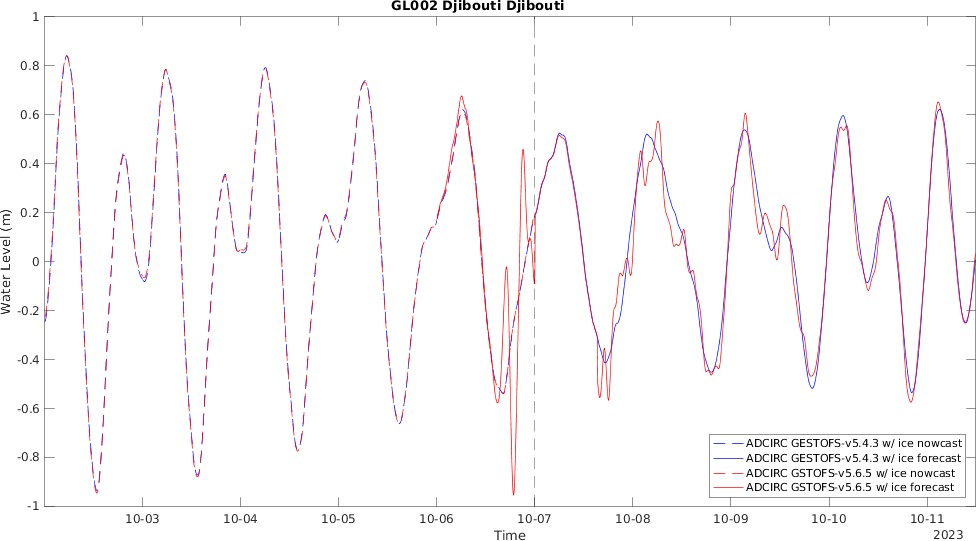 GL002 Djibouti Djibouti
1
0.8
0.6
0.4
0.2
0
-0.2
-0.4
-0.6
-0.8
-1
Water Level (m)
ADCIRC GESTOFS-v5.4.3 w/ ice nowcast
ADCIRC GESTOFS-v5.4.3 w/ ice forecast
ADCIRC GSTOFS-v5.6.5 w/ ice nowcast
ADCIRC GSTOFS-v5.6.5 w/ ice forecast
10-03 10-04 10-05 10-06 10-07 10-08 10-09 10-10 10-11
Time
2023